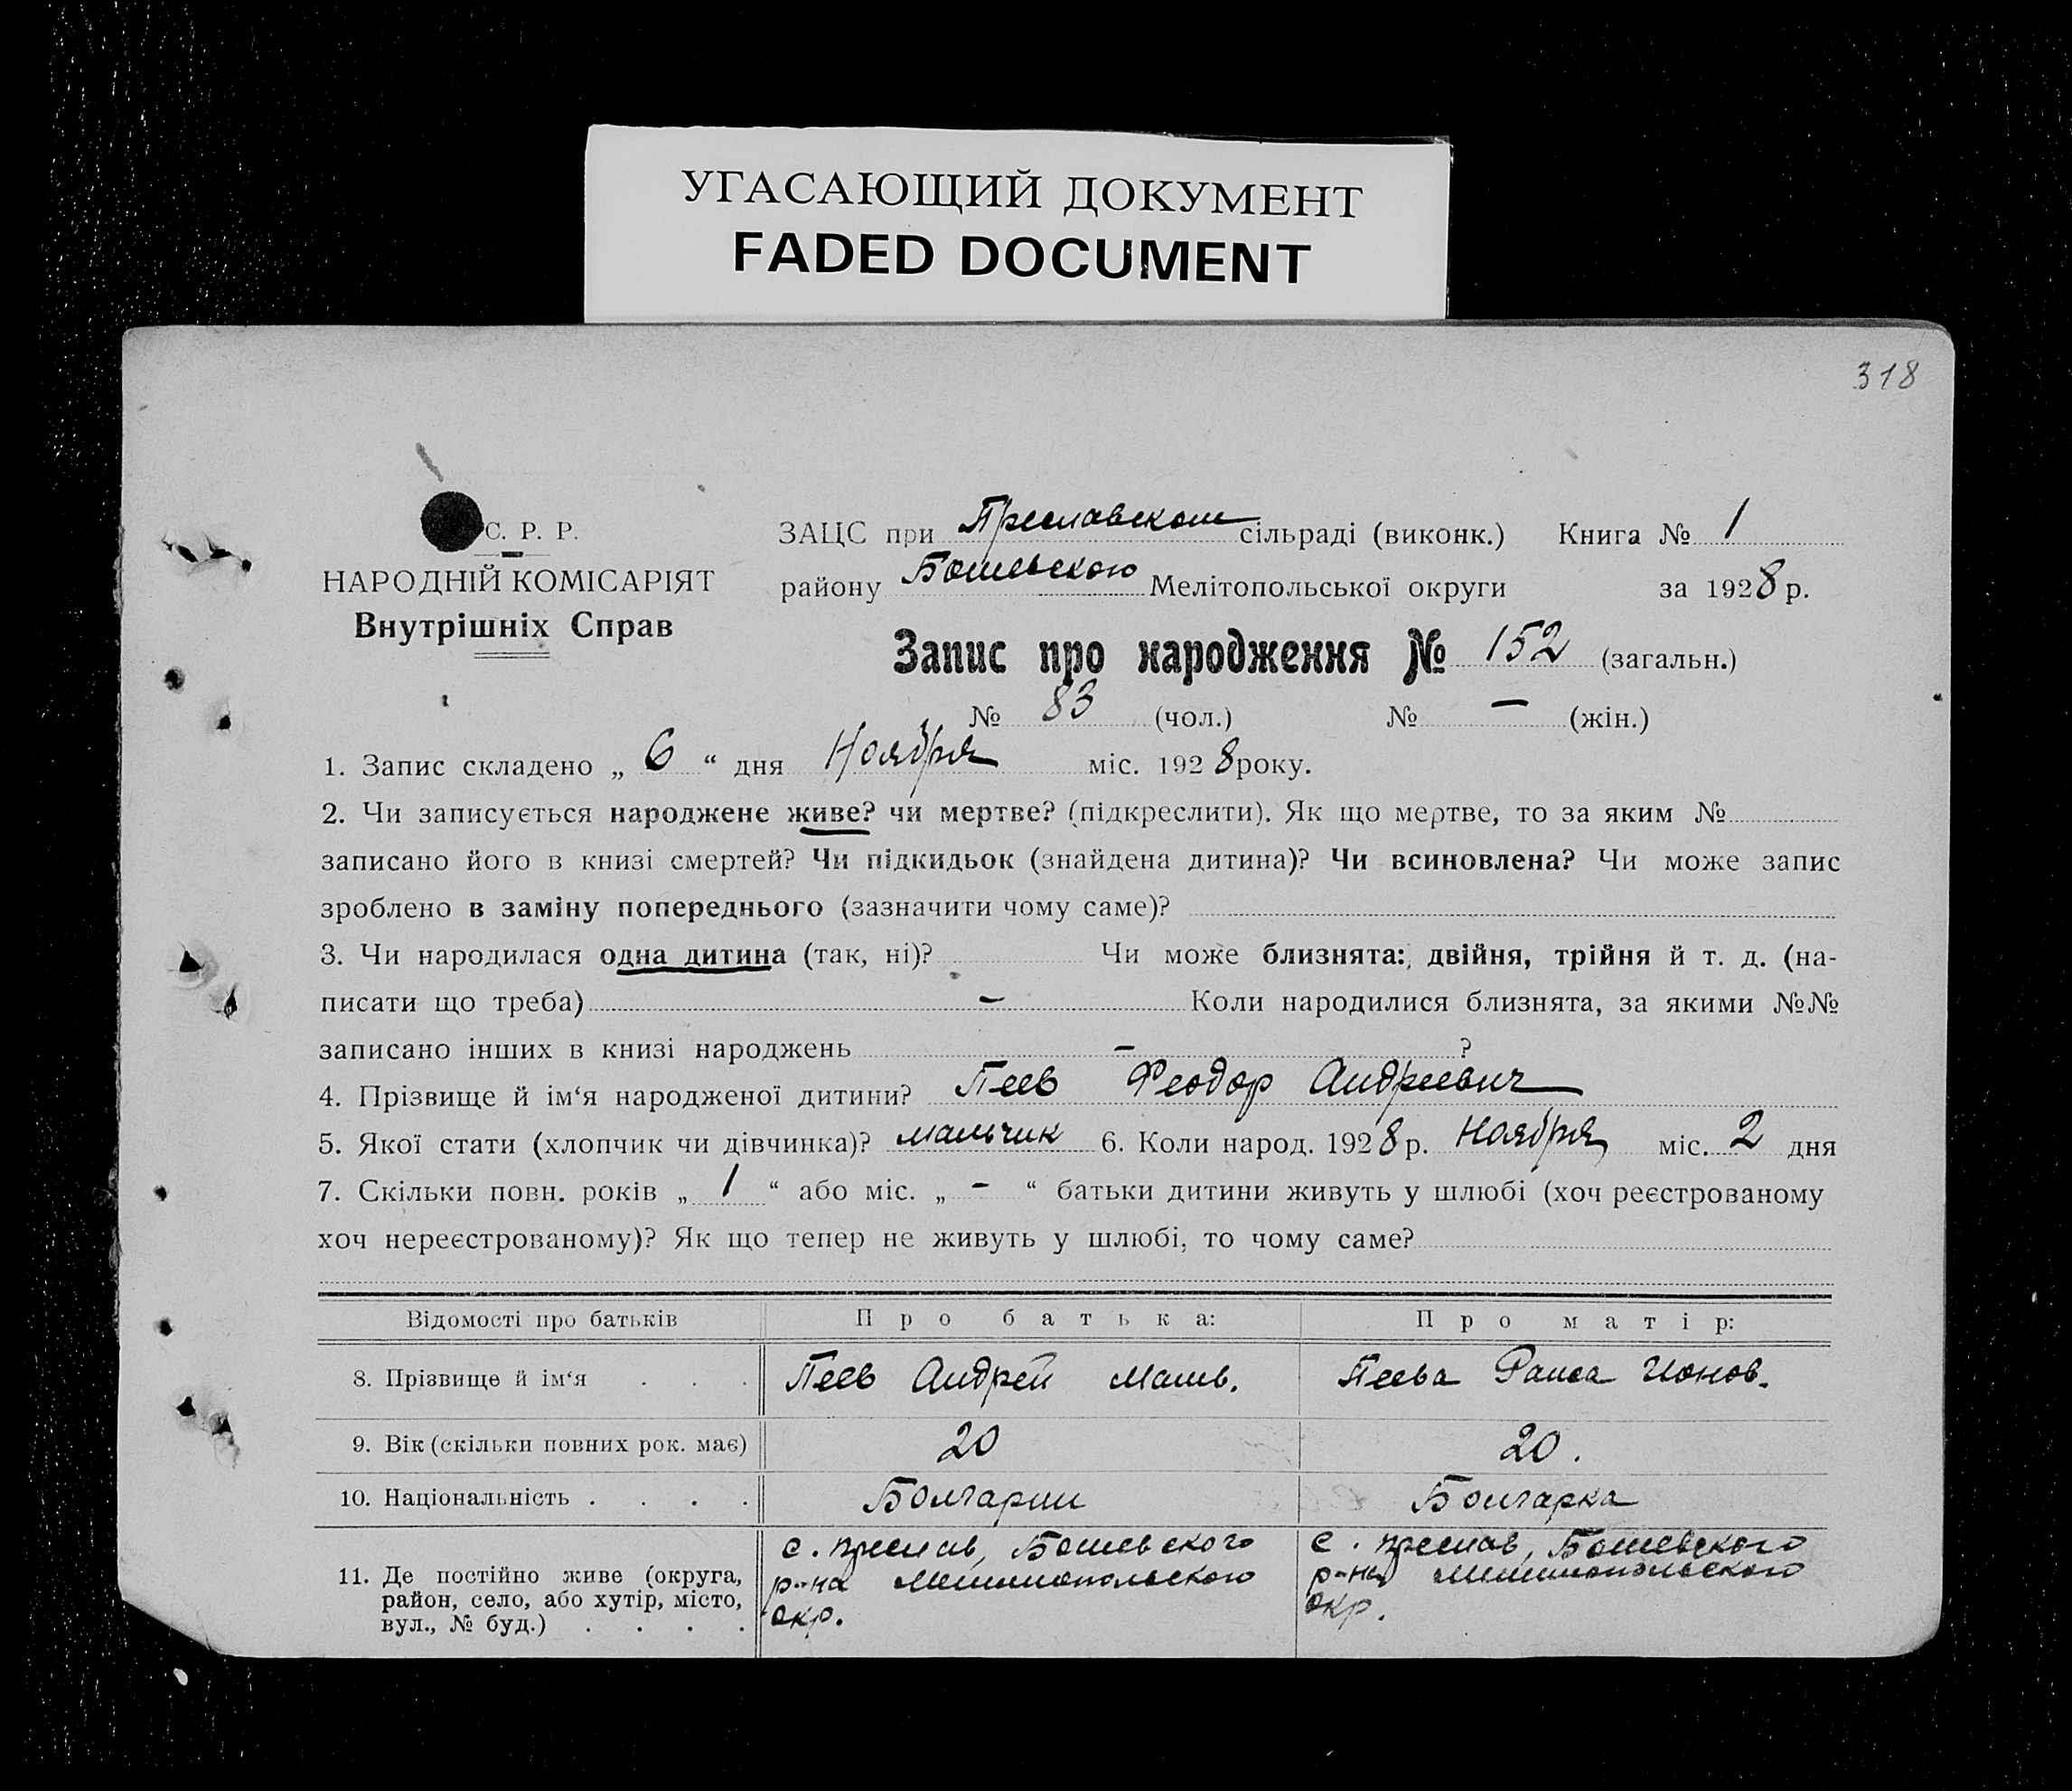 УГАСАЮЩИЙ ДОКУМЕНТ
FADED DOCUMENT
318
С. Р. Р.
НАРОДНІЙ КОМІСАРІЯТ
Внутрішніх Справ
ЗАЦС при Преславском сільраді (виконк.) Книга № 1
району Мелітопольської округи за 1928 р.
Запис про народження № 152 (загальн.)
№ 83 (чол.) № – (жін.)
1. Запис складено „ 6 “ дня Ноября міс. 1928 року.
2. Чи записується народжене живе? чи мертве? (підкреслити). Як що мертве, то за яким №
записано його в книзі смертей? Чи підкидьок (знайдена дитина)? Чи всиновлена? Чи може запис
зроблено в заміну попереднього (зазначити чому саме)?
3. Чи народилася одна дитина (так, ні)? Чи може близнята: двійня, трійня й т. д. (на-
писати що треба) – Коли народилися близнята, за якими №№
записано інших в книзі народжень – ?
4. Прізвище й ім‘я народженої дитини? Пеев Феодор Андреевич
5. Якої стати (хлопчик чи дівчинка)? мальчик 6. Коли народ. 1928 р. Ноября міс. 2 дня
7. Скільки повн. років „ 1 “ або міс. „ – “ батьки дитини живуть у шлюбі (хоч реєстрованому
хоч нереєстрованому)? Як що тепер не живуть у шлюбі, то чому саме?
Відомості про батьків Про батька: Про матір:
8. Прізвище й ім‘я . . . Пеев Андрей Матв. Пеева Раиса Ионов.
9. Вік (скільки повних рок. має) 20 20.
10. Національність . . . . Болгарин Болгарка
11. Де постійно живе (округа, район, село, або хутір, місто, вул., № буд.) . . . .
с. Преслав,
р-на Мелитопольского
окр.
с. Преслав,
р-на Мелитопольского
окр.